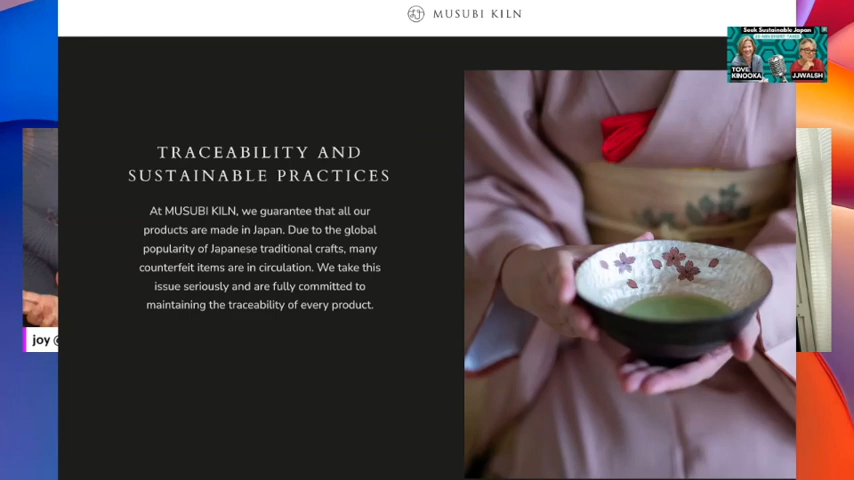 MUSUBI KILN
Seek Sustainable Japan
TOVE
KINOOKA
JJWALSH
TRACEABILITY AND
SUSTAINABLE PRACTICES
At MUSUBI KILN, we guarantee that all our
products are made in Japan. Due to the global
popularity of Japanese traditional crafts, many
counterfeit items are in circulation. We take this
issue seriously and are fully committed to
maintaining the traceability of every product.
joy @